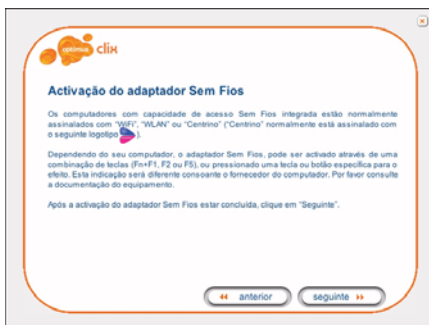 optimus clix
Activação do adaptador Sem Fios
Os computadores com capacidade de acesso Sem Fios integrada estão normalmente
assinalados com "WiFi", "WLAN" ou "Centrino" ("Centrino" normalmente está assinalado com
o seguinte logotipo ).
Dependendo do seu computador, o adaptador Sem Fios, pode ser activado através de uma
combinação de teclas (Fn+F1, F2 ou F5), ou pressionado uma tecla ou botão específica para o
efeito. Esta indicação será diferente consoante o fornecedor do computador. Por favor consulte
a documentação do equipamento.
Após a activação do adaptador Sem Fios estar concluída, clique em "Seguinte".
anterior seguinte